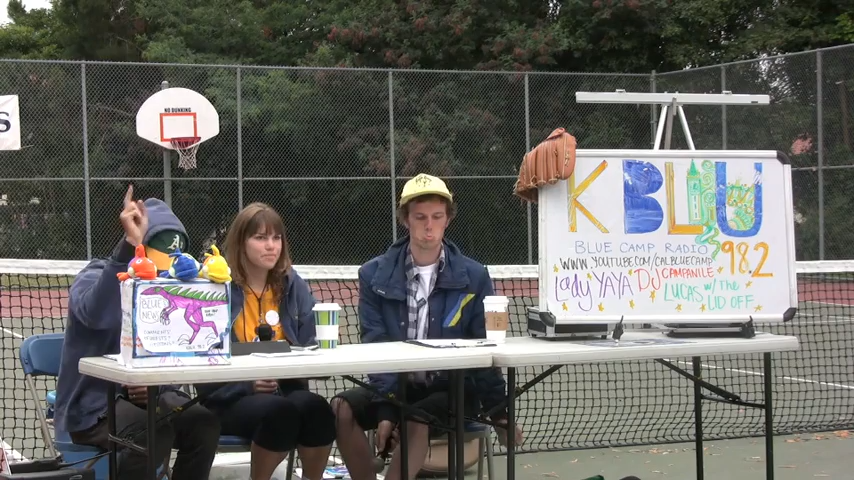 S
NO DUNKING
KBLU
BLUE CAMP RADIO 98.2
WWW.YOUTUBE.COM/CALBLUECAMP
Lady YAYA DJ CAMPANILE
LUCAS w/ The
LID OFF
BLUE
NEWS
A's